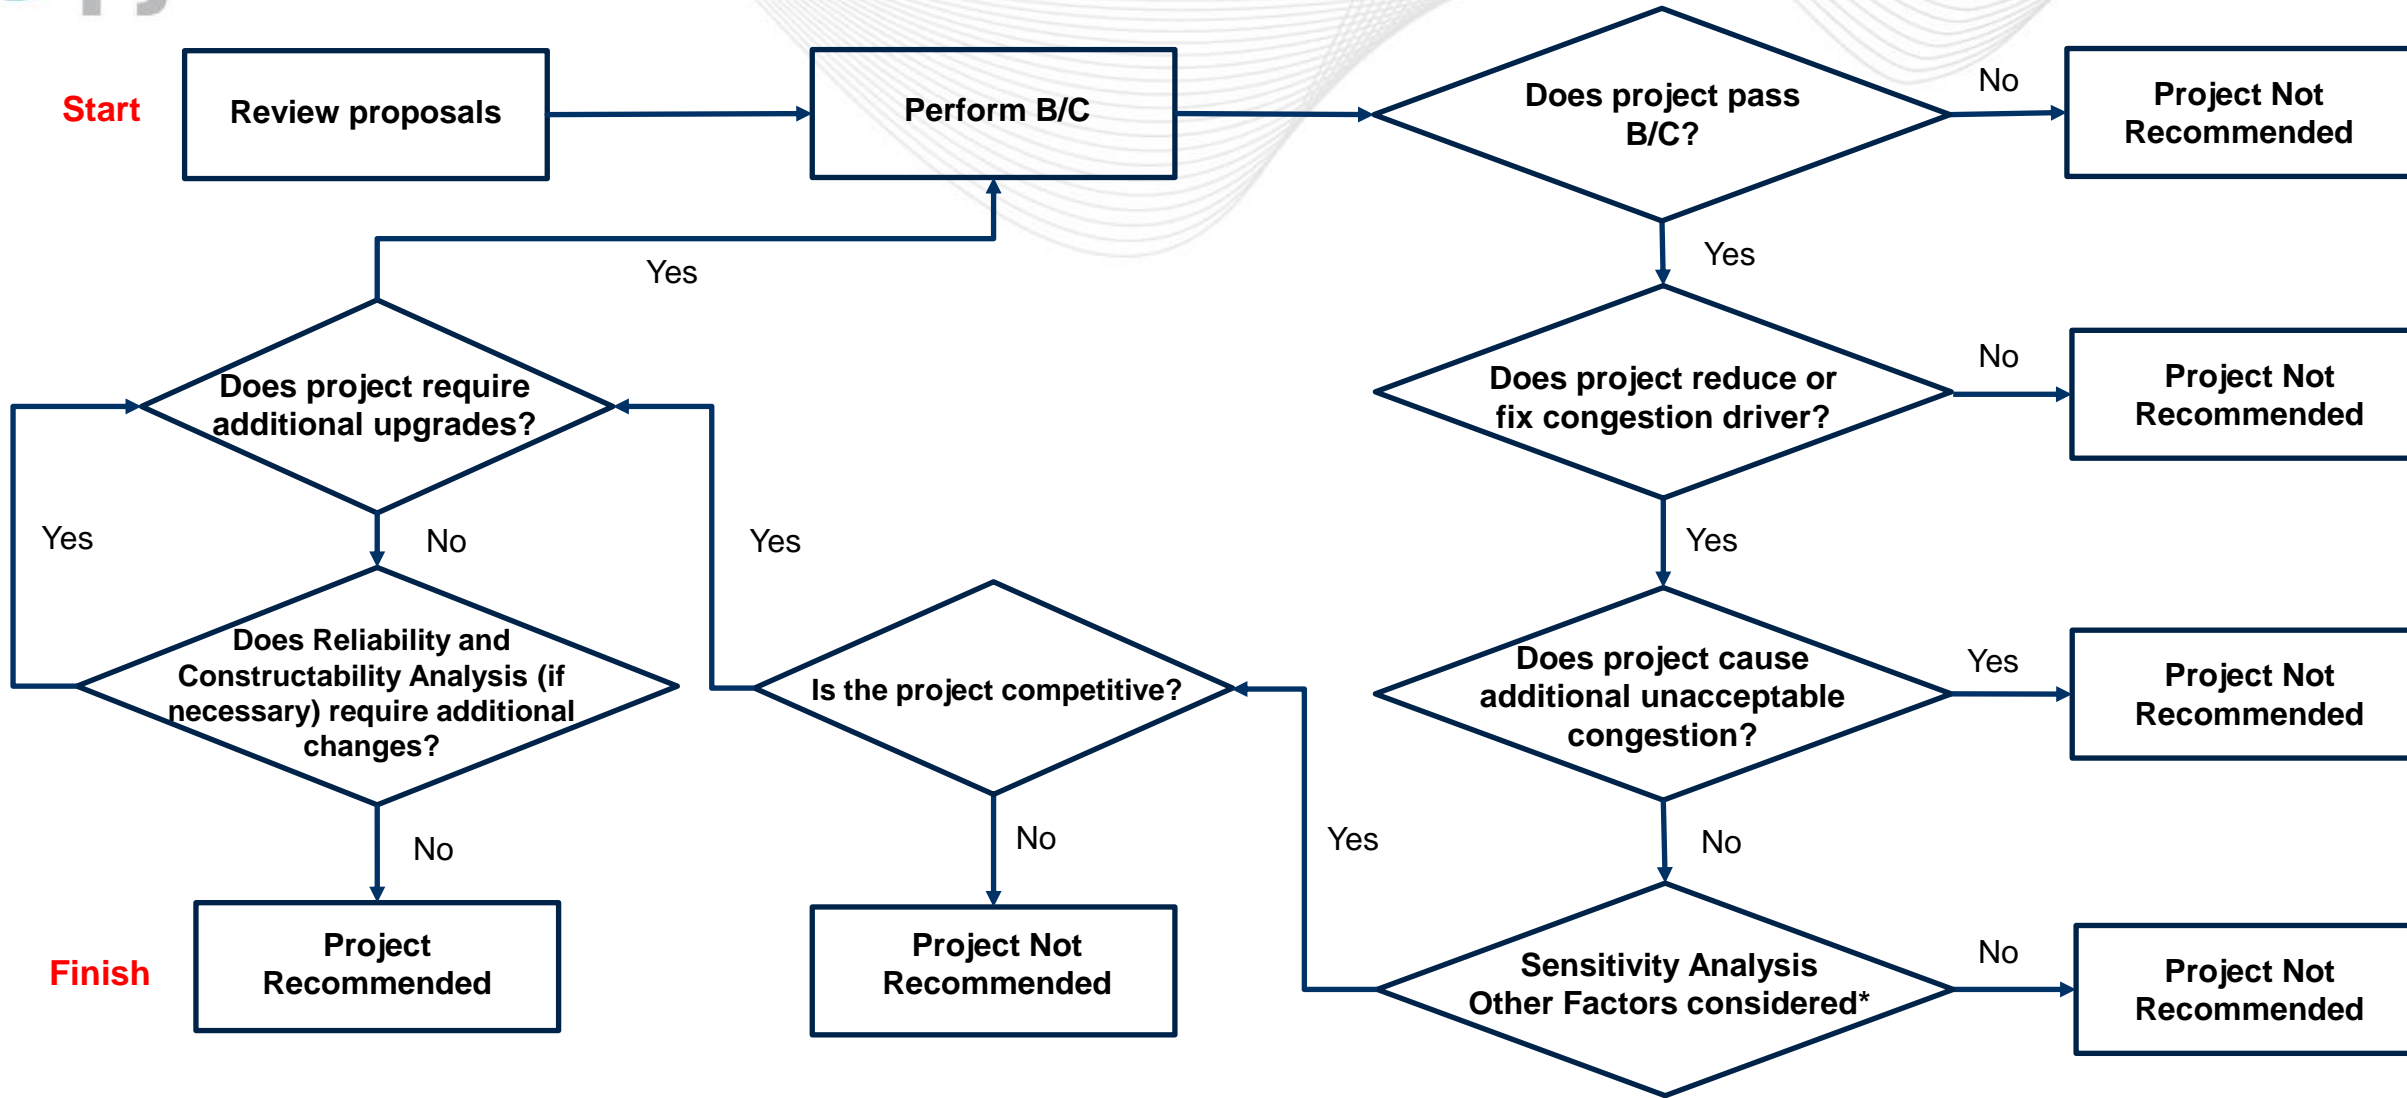 Start
Review proposals
Perform B/C
Does project pass
B/C?
No
Project Not
Recommended
Yes
Yes
Does project require
additional upgrades?
Does project reduce or
fix congestion driver?
No
Project Not
Recommended
Yes
No
Yes
Yes
Does Reliability and
Constructability Analysis (if
necessary) require additional
changes?
Is the project competitive?
Does project cause
additional unacceptable
congestion?
Yes
Project Not
Recommended
No
No
Yes
No
Finish
Project
Recommended
Project Not
Recommended
Sensitivity Analysis
Other Factors considered*
No
Project Not
Recommended